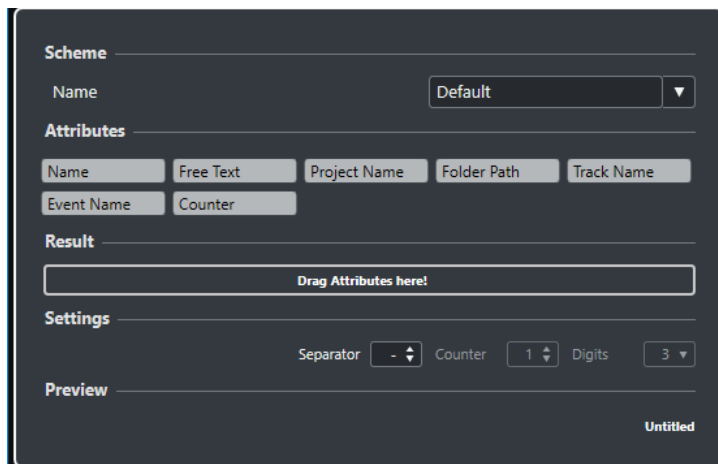 Scheme
Name Default
Attributes
Name Free Text Project Name Folder Path Track Name
Event Name Counter
Result
Drag Attributes here!
Settings
Separator - Counter 1 Digits 3
Preview
Untitled